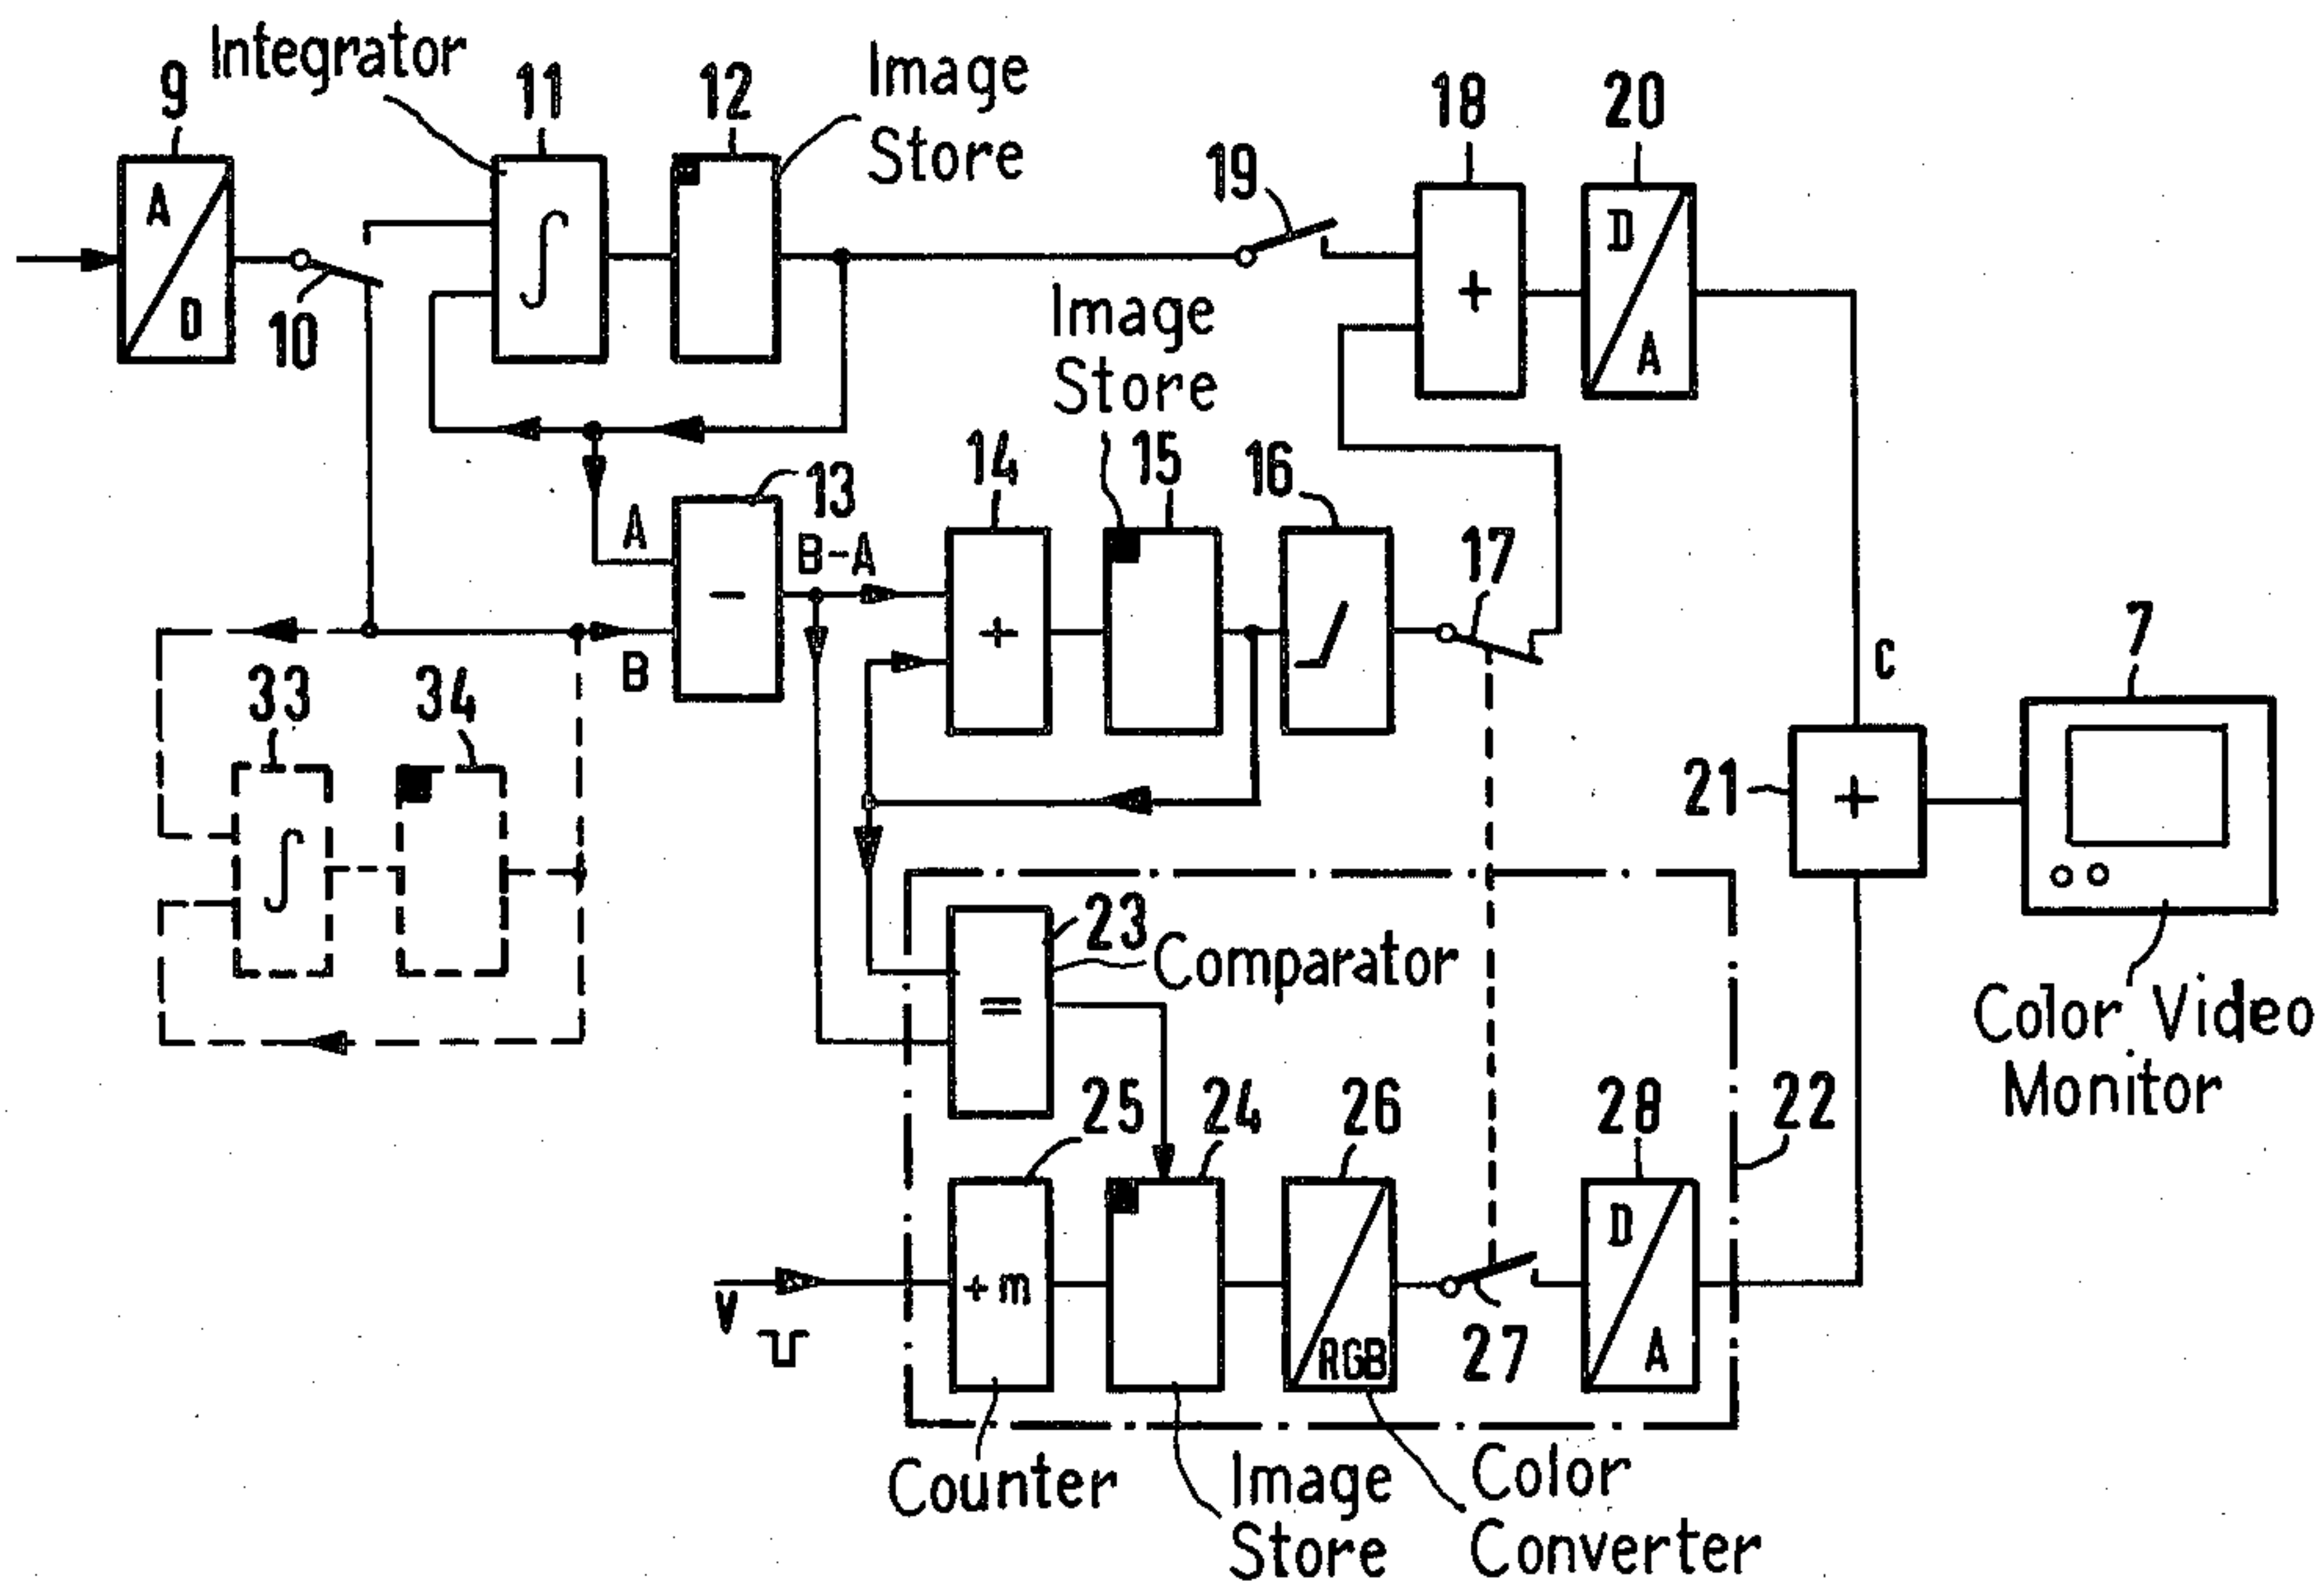 Integrator
9
11
12
Image
Store
18
20
19
A
D
∫
+
D
A
10
Image
Store
13
14
15
16
17
A
B-A
-
+
B
7
C
33
34
21
+
∫
23
Comparator
=
Color Video
Monitor
25
24
26
28
22
+m
D
A
RGB
V
27
Counter
Image
Store
Color
Converter